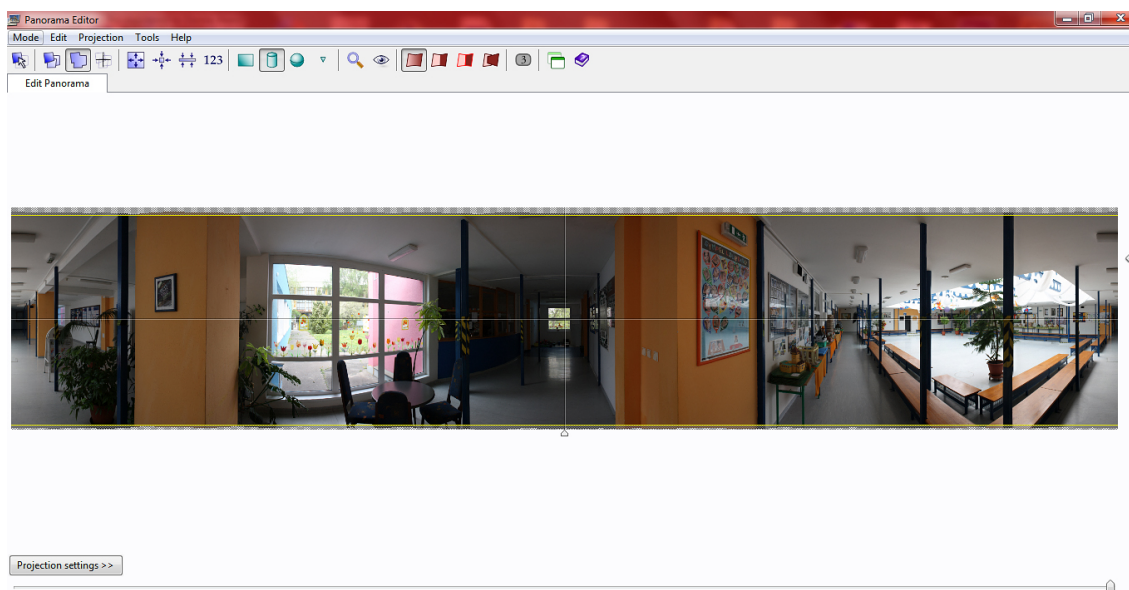 Panorama Editor
Mode Edit Projection Tools Help
123
3
Edit Panorama
Projection settings >>